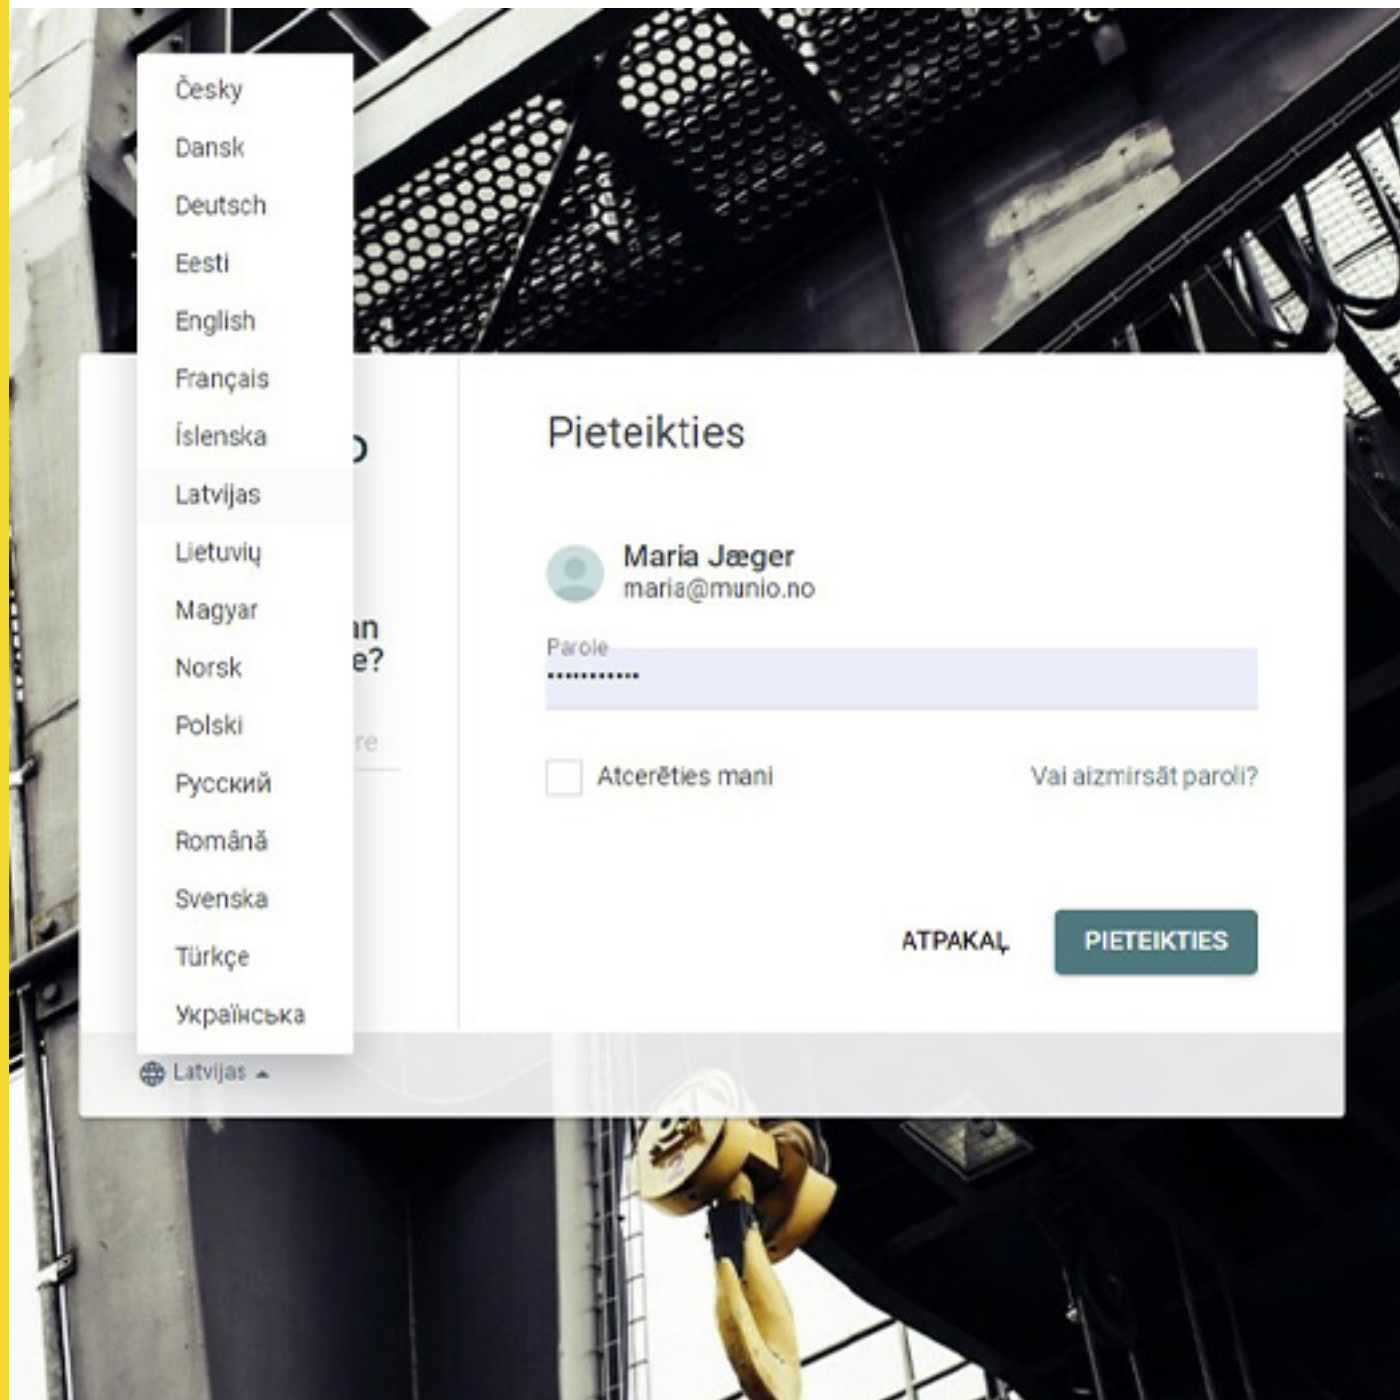 Česky
Dansk
Deutsch
Eesti
English
Français
Íslenska
Latvijas
Lietuvių
Magyar
Norsk
Polski
Русский
Română
Svenska
Türkçe
Українська
Latvijas
Pieteikties
Maria Jæger
maria@munio.no
Parole
Atcerēties mani
Vai aizmirsāt paroli?
ATPAKAĻ
PIETEIKTIES